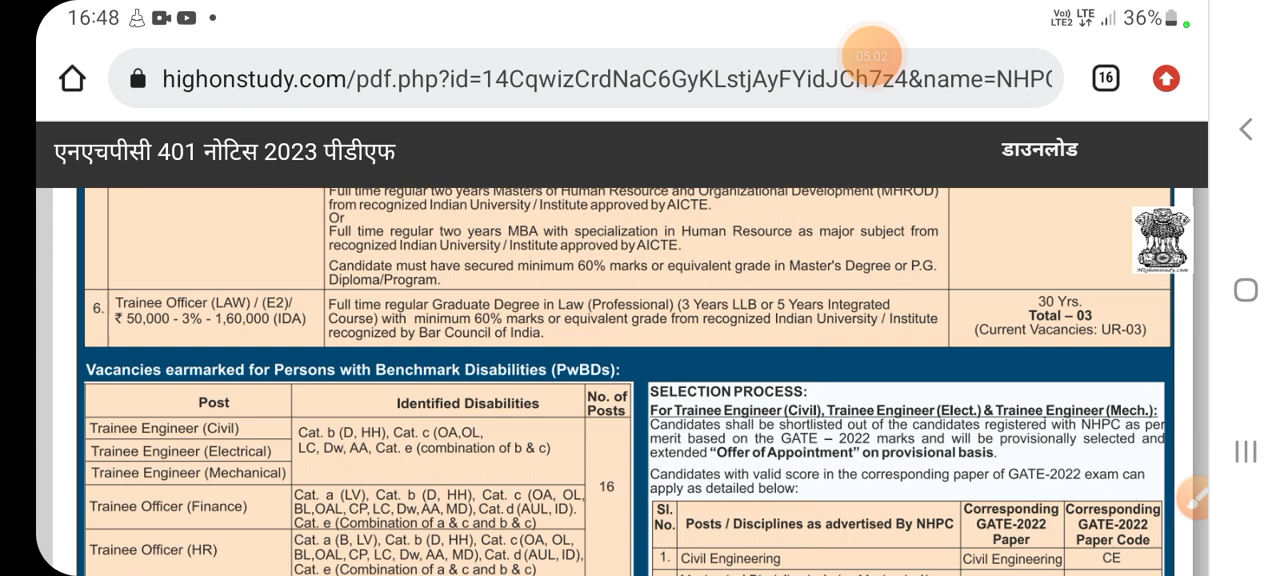 16:48
Vo)) LTE
LTE2
36%
05:02
highonstudy.com/pdf.php?id=14CqwizCrdNaC6GyKLstjAyFYidJCh7z4&name=NHPC
16
एनएचपीसी 401 नोटिस 2023 पीडीएफ
डाउनलोड
Full time regular two years Masters of Human Resource and Organizational Development (MHROD)
from recognized Indian University / Institute approved by AICTE.
Or
Full time regular two years MBA with specialization in Human Resource as major subject from
recognized Indian University / Institute approved by AICTE.
Candidate must have secured minimum 60% marks or equivalent grade in Master's Degree or P.G.
Diploma/Program.
Highonstudy.com
6.
Trainee Officer (LAW) / (E2)/
₹ 50,000 - 3% - 1,60,000 (IDA)
Full time regular Graduate Degree in Law (Professional) (3 Years LLB or 5 Years Integrated
Course) with minimum 60% marks or equivalent grade from recognized Indian University / Institute
recognized by Bar Council of India.
30 Yrs.
Total – 03
(Current Vacancies: UR-03)
Vacancies earmarked for Persons with Benchmark Disabilities (PwBDs):
Post
Identified Disabilities
No. of
Posts
Trainee Engineer (Civil)
Trainee Engineer (Electrical)
Trainee Engineer (Mechanical)
Cat. b (D, HH), Cat. c (OA,OL,
LC, Dw, AA, Cat. e (combination of b & c)
16
Trainee Officer (Finance)
Cat. a (LV), Cat. b (D, HH), Cat. c (OA, OL,
BL,OAL, CP, LC, Dw, AA, MD), Cat. d (AUL, ID).
Cat. e (Combination of a & c and b & c)
Trainee Officer (HR)
Cat. a (B, LV), Cat. b (D, HH), Cat. c (OA, OL,
BL,OAL, CP, LC, Dw, AA, MD), Cat. d (AUL, ID),
Cat. e (Combination of a & c and b & c)
SELECTION PROCESS:
For Trainee Engineer (Civil), Trainee Engineer (Elect.) & Trainee Engineer (Mech.):
Candidates shall be shortlisted out of the candidates registered with NHPC as per
merit based on the GATE – 2022 marks and will be provisionally selected and
extended “Offer of Appointment” on provisional basis.
Candidates with valid score in the corresponding paper of GATE-2022 exam can
apply as detailed below:
Sl.
No.
Posts / Disciplines as advertised By NHPC
Corresponding
GATE-2022
Paper
Corresponding
GATE-2022
Paper Code
1.
Civil Engineering
Civil Engineering
CE